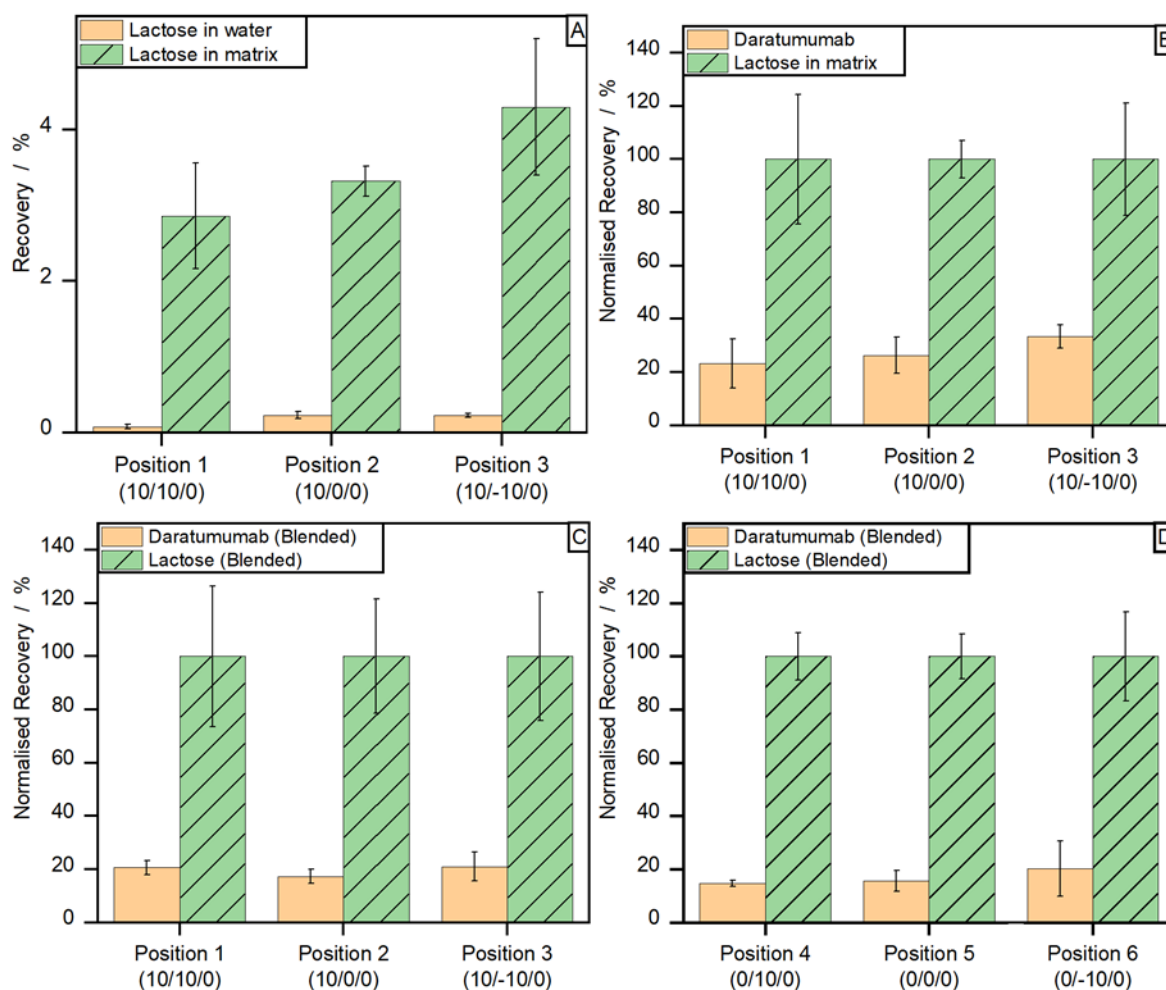 Lactose in water
Lactose in matrix
A
Recovery / %
4
2
0
Position 1
(10/10/0)
Position 2
(10/0/0)
Position 3
(10/-10/0)
Daratumumab
Lactose in matrix
Normalised Recovery / %
140
120
100
80
60
40
20
0
Position 1
(10/10/0)
Position 2
(10/0/0)
Position 3
(10/-10/0)
Daratumumab (Blended)
Lactose (Blended)
C
Normalised Recovery / %
140
120
100
80
60
40
20
0
Position 1
(10/10/0)
Position 2
(10/0/0)
Position 3
(10/-10/0)
Daratumumab (Blended)
Lactose (Blended)
Normalised Recovery / %
140
120
100
80
60
40
20
0
Position 4
(0/10/0)
Position 5
(0/0/0)
Position 6
(0/-10/0)